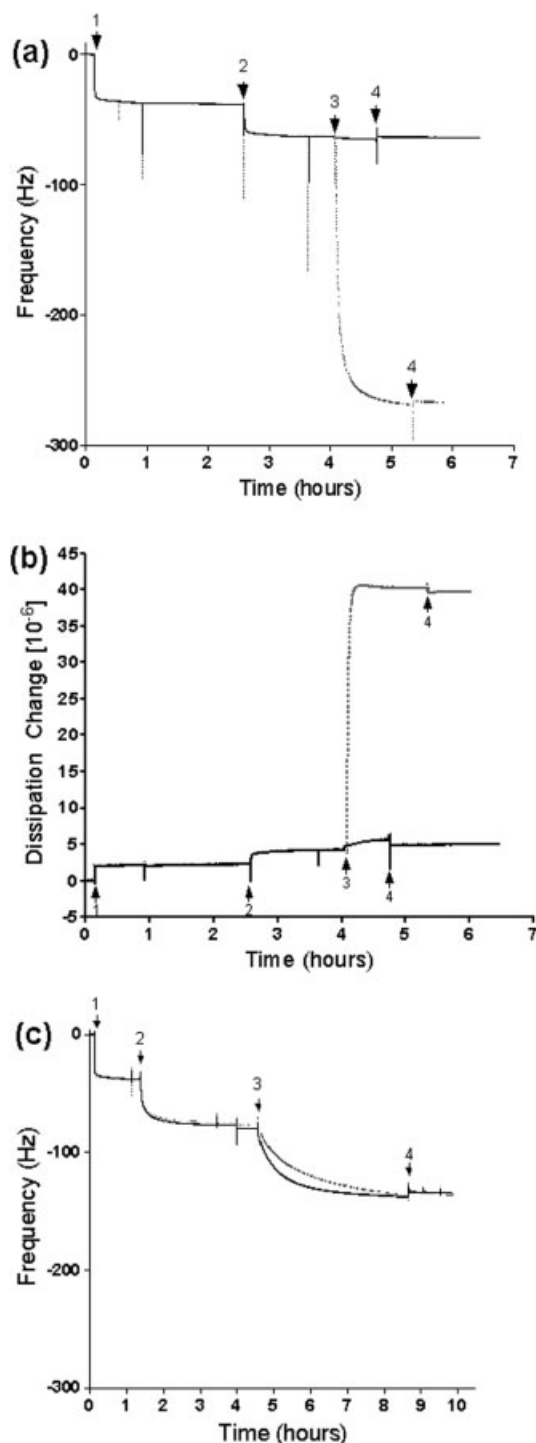 (a)
1
2
3
4
4
0
-100
-200
-300
Frequency (Hz)
0 1 2 3 4 5 6 7
Time (hours)
(b)
45
40
35
30
25
20
15
10
5
0
-5
Dissipation Change [10⁻⁶]
4
1
2
3
4
0 1 2 3 4 5 6 7
Time (hours)
(c)
1
2
3
4
0
-100
-200
-300
Frequency (Hz)
0 1 2 3 4 5 6 7 8 9 10
Time (hours)